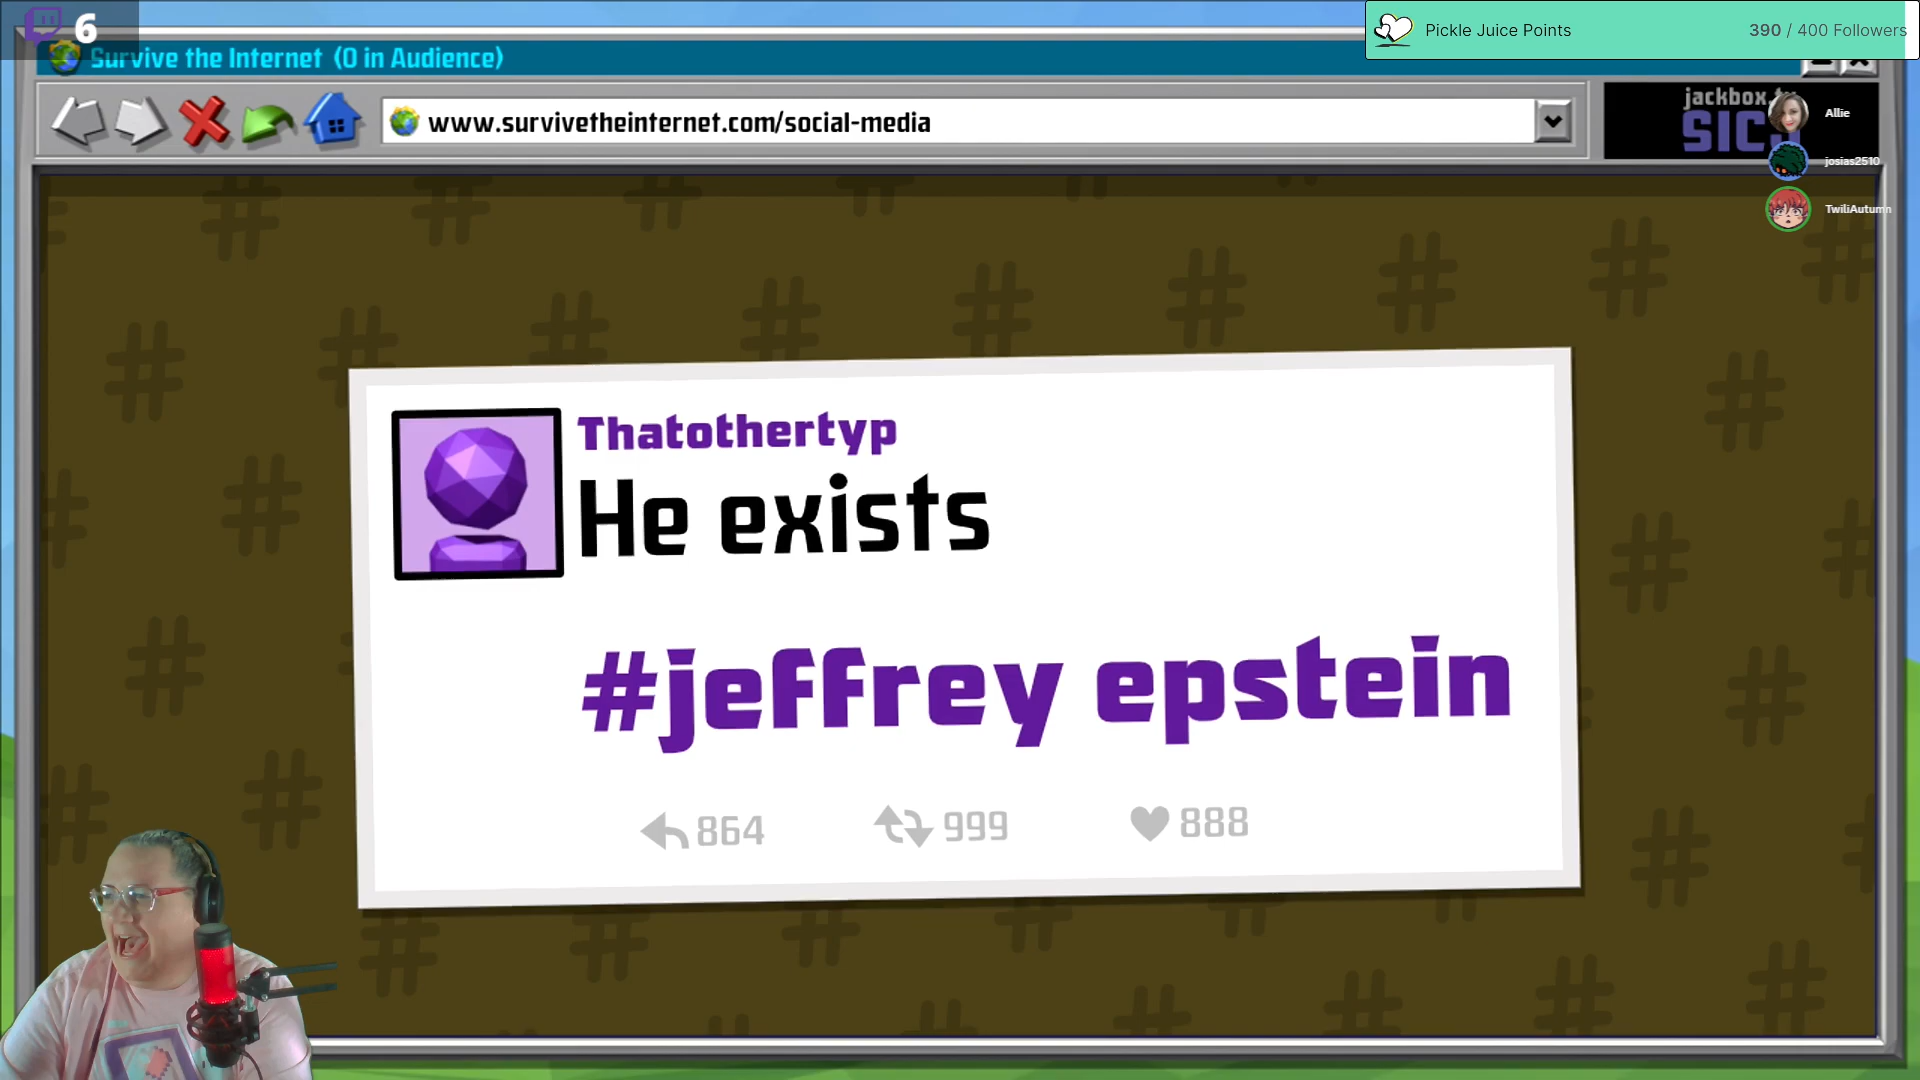 6
Pickle Juice Points
390 / 400 Followers
Survive the Internet (0 in Audience)
www.survivetheinternet.com/social-media
jackbox.tv
Allie
josias2510
TwiliAutumn
Thatothertyp
He exists
#jeffrey epstein
864
999
888